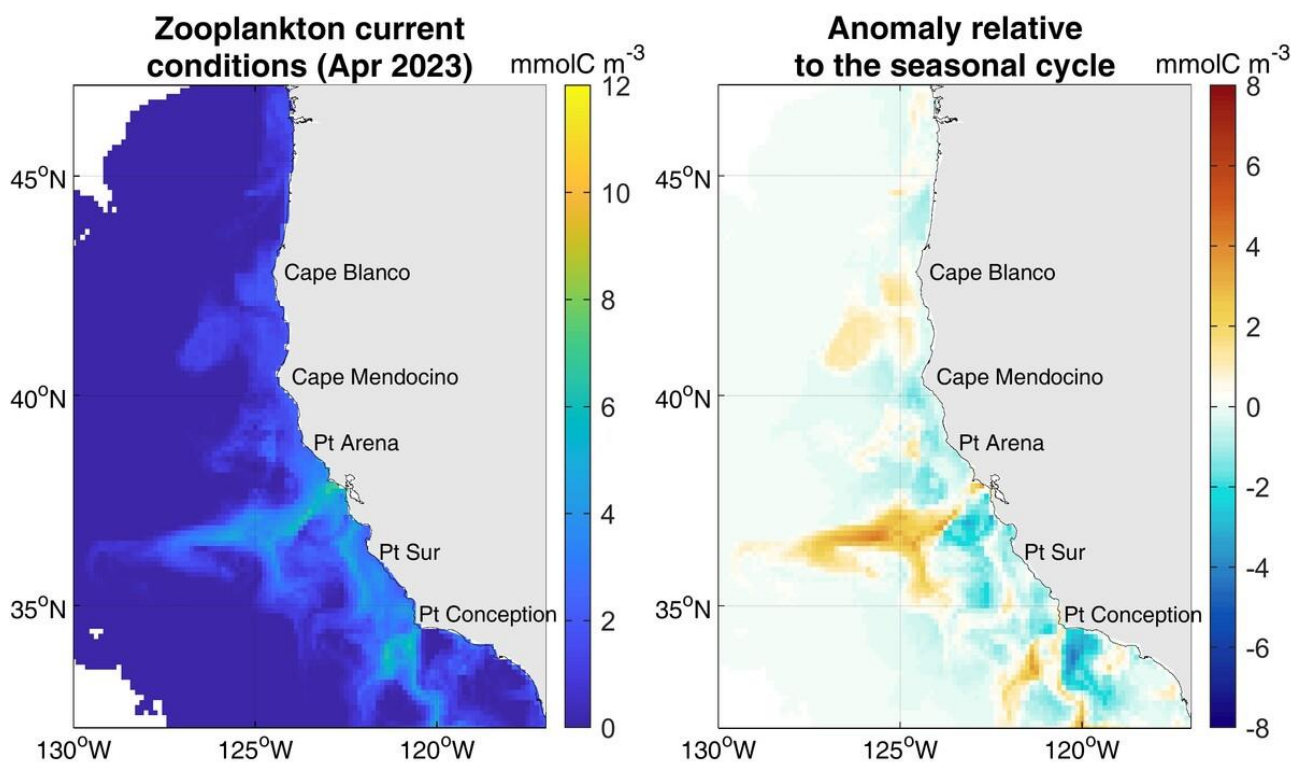 Zooplankton current
conditions (Apr 2023)
mmolC m⁻³
12
10
8
6
4
2
0
45°N
40°N
35°N
130°W
125°W
120°W
Cape Blanco
Cape Mendocino
Pt Arena
Pt Sur
Pt Conception
Anomaly relative
to the seasonal cycle
mmolC m⁻³
8
6
4
2
0
-2
-4
-6
-8
45°N
40°N
35°N
130°W
125°W
120°W
Cape Blanco
Cape Mendocino
Pt Arena
Pt Sur
Pt Conception